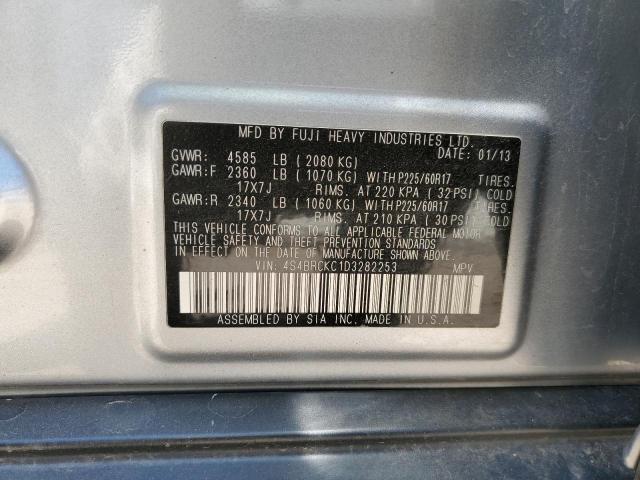 MFD BY FUJI HEAVY INDUSTRIES LTD.
GVWR: 4585 LB ( 2080 KG) DATE: 01/13
GAWR:F 2360 LB ( 1070 KG) WITH P225/60R17 TIRES.
17X7J RIMS. AT 220 KPA ( 32 PSI) COLD
GAWR:R 2340 LB ( 1060 KG) WITH P225/60R17 TIRES.
17X7J RIMS. AT 210 KPA ( 30 PSI) COLD
THIS VEHICLE CONFORMS TO ALL APPLICABLE FEDERAL MOTOR
VEHICLE SAFETY AND THEFT PREVENTION STANDARDS
IN EFFECT ON THE DATE OF MANUFACTURE SHOWN ABOVE.
VIN: 4S4BRCKC1D3282253 MPV
ASSEMBLED BY SIA INC. MADE IN U.S.A.